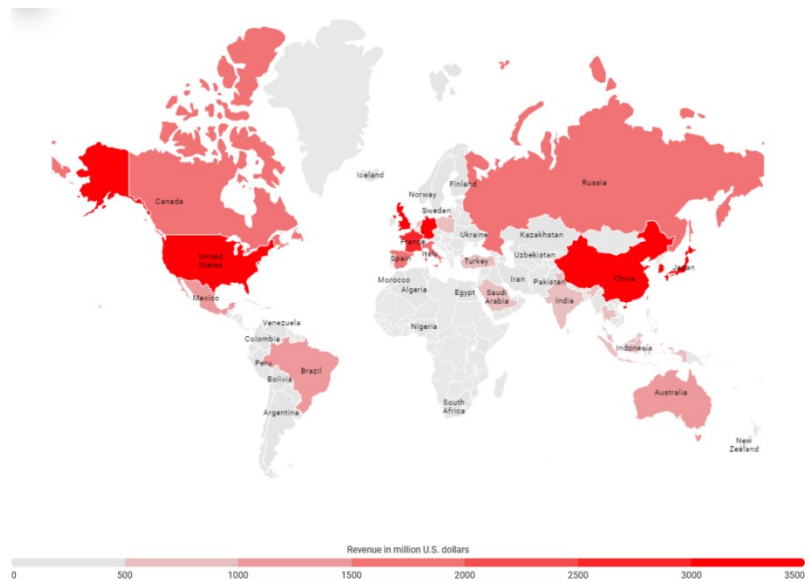 Iceland
Norway
Finland
Sweden
Russia
Canada
Ukraine
Kazakhstan
France
United
States
Spain
Italy
Turkey
Uzbekistan
China
Japan
Morocco
Algeria
Egypt
Iran
Pakistan
Saudi
Arabia
India
Mexico
Venezuela
Nigeria
Colombia
Indonesia
Peru
Brazil
Bolivia
Australia
South
Africa
Argentina
New
Zealand
Revenue in million U.S. dollars
0 500 1000 1500 2000 2500 3000 3500